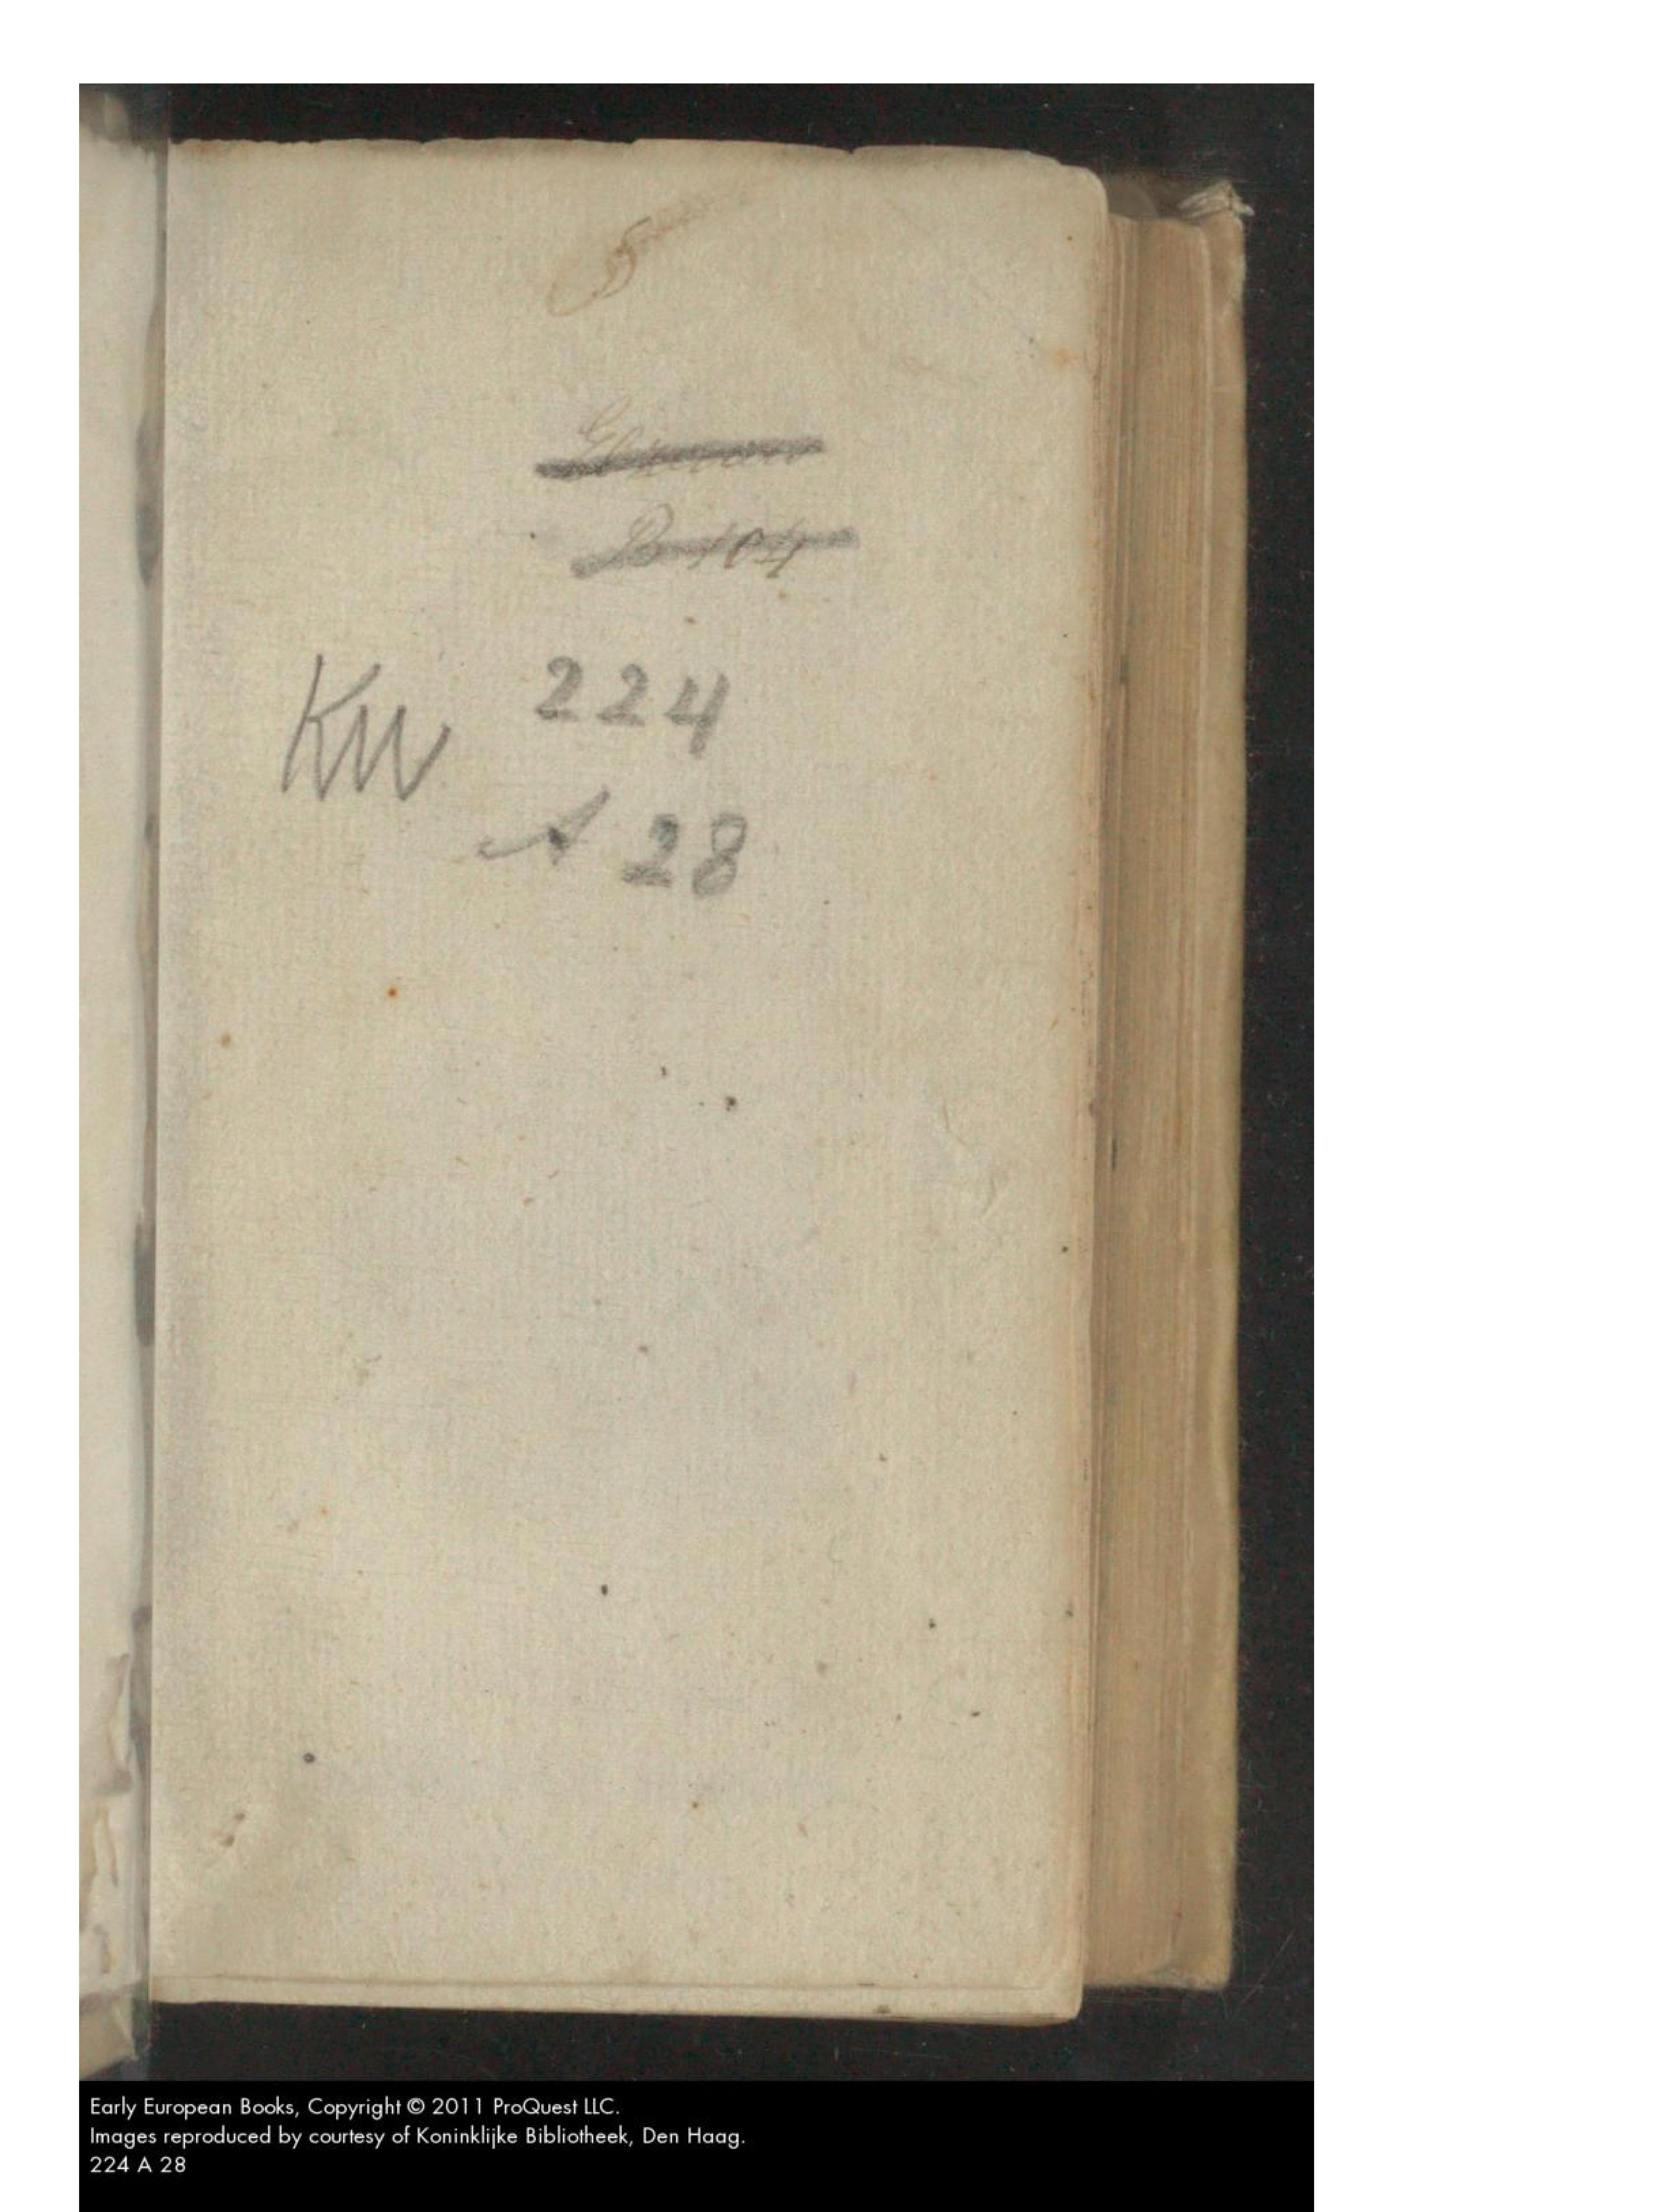 KW 224
A 28
Early European Books, Copyright © 2011 ProQuest LLC.
Images reproduced by courtesy of Koninklijke Bibliotheek, Den Haag.
224 A 28